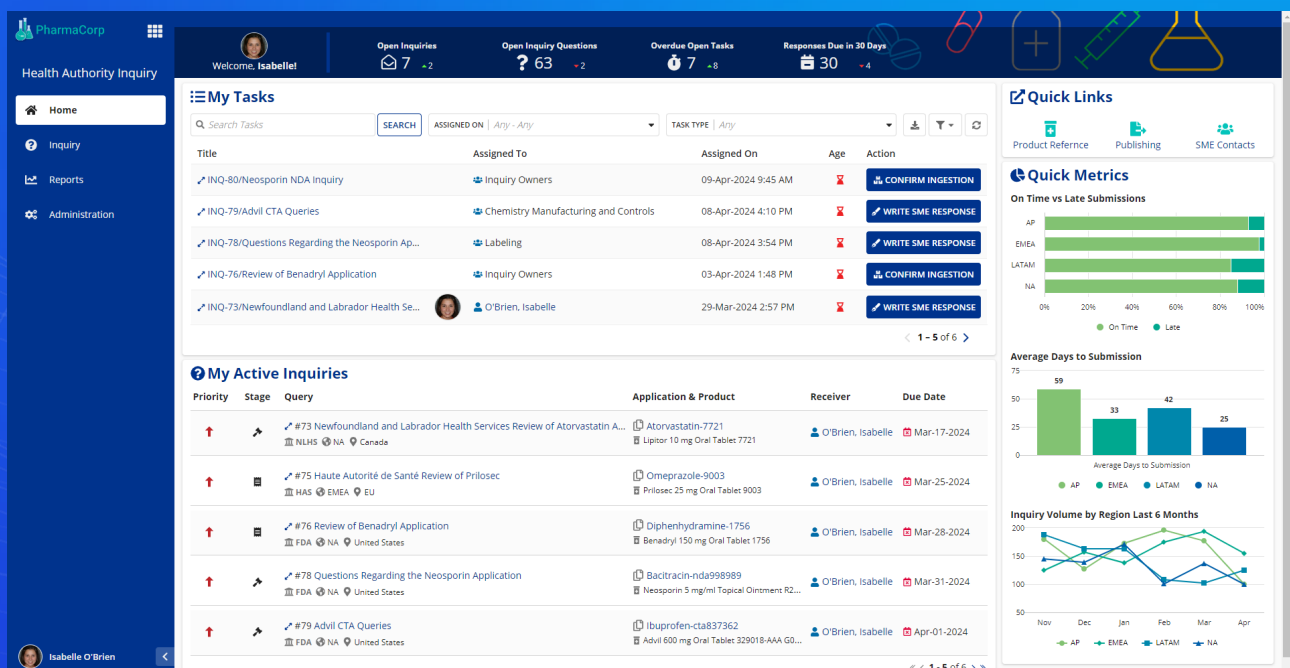 PharmaCorp
Health Authority Inquiry
Home
Inquiry
Reports
Administration
Isabelle O'Brien
Welcome, Isabelle!
Open Inquiries
7 2
Open Inquiry Questions
? 63 2
Overdue Open Tasks
7 8
Responses Due in 30 Days
30 4
My Tasks
Search Tasks SEARCH ASSIGNED ON Any - Any TASK TYPE Any
Title Assigned To Assigned On Age Action
INQ-80/Neosporin NDA Inquiry Inquiry Owners 09-Apr-2024 9:45 AM CONFIRM INGESTION
INQ-79/Advil CTA Queries Chemistry Manufacturing and Controls 08-Apr-2024 4:10 PM WRITE SME RESPONSE
INQ-78/Questions Regarding the Neosporin Ap... Labeling 08-Apr-2024 3:54 PM WRITE SME RESPONSE
INQ-76/Review of Benadryl Application Inquiry Owners 03-Apr-2024 1:48 PM CONFIRM INGESTION
INQ-73/Newfoundland and Labrador Health Se... O'Brien, Isabelle 29-Mar-2024 2:57 PM WRITE SME RESPONSE
1 – 5 of 6
My Active Inquiries
Priority Stage Query Application & Product Receiver Due Date
#73 Newfoundland and Labrador Health Services Review of Atorvastatin A... Atorvastatin-7721 O'Brien, Isabelle Mar-17-2024
NLHS NA Canada Lipitor 10 mg Oral Tablet 7721
#75 Haute Autorité de Santé Review of Prilosec Omeprazole-9003 O'Brien, Isabelle Mar-25-2024
HAS EMEA EU Prilosec 25 mg Oral Tablet 9003
#76 Review of Benadryl Application Diphenhydramine-1756 O'Brien, Isabelle Mar-28-2024
FDA NA United States Benadryl 150 mg Oral Tablet 1756
#78 Questions Regarding the Neosporin Application Bacitracin-nda998989 O'Brien, Isabelle Mar-31-2024
FDA NA United States Neosporin 5 mg/ml Topical Ointment R2...
#79 Advil CTA Queries Ibuprofen-cta837362 O'Brien, Isabelle Apr-01-2024
FDA NA United States Advil 600 mg Oral Tablet 329018-AAA G0...
1 - 5 of 6
Quick Links
Product Refernce Publishing SME Contacts
Quick Metrics
On Time vs Late Submissions
AP
EMEA
LATAM
NA
0% 20% 40% 60% 80% 100%
On Time Late
Average Days to Submission
75
50
25
0
59 33 42 25
Average Days to Submission
AP EMEA LATAM NA
Inquiry Volume by Region Last 6 Months
200
150
100
50
Nov Dec Jan Feb Mar Apr
AP EMEA LATAM NA